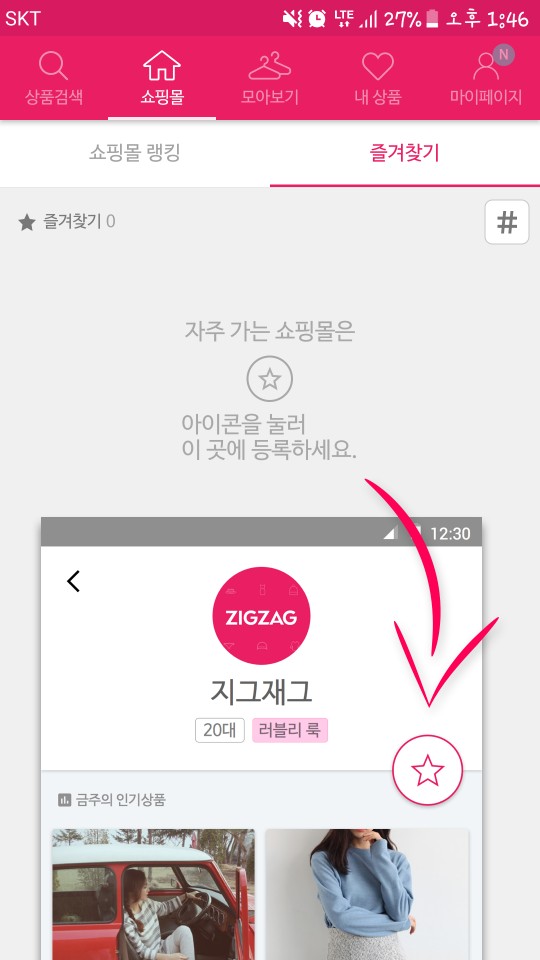 SKT LTE 27% 오후 1:46
N
상품검색 쇼핑몰 모아보기 내 상품 마이페이지
쇼핑몰 랭킹 즐겨찾기
★ 즐겨찾기 0 #
자주 가는 쇼핑몰은
아이콘을 눌러
이 곳에 등록하세요.
12:30
ZIGZAG
지그재그
20대 러블리 룩
금주의 인기상품